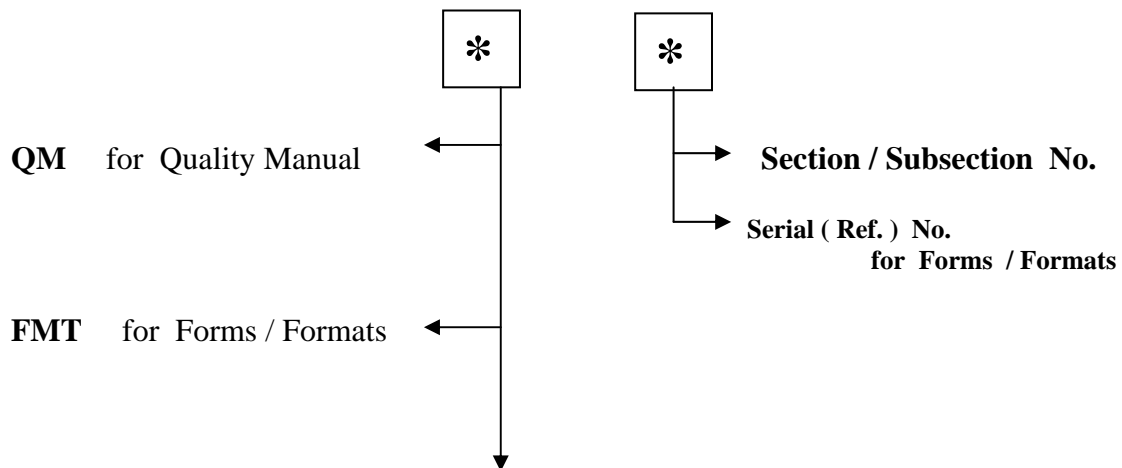 * *
QM for Quality Manual
Section / Subsection No.
Serial ( Ref. ) No.
for Forms / Formats
FMT for Forms / Formats